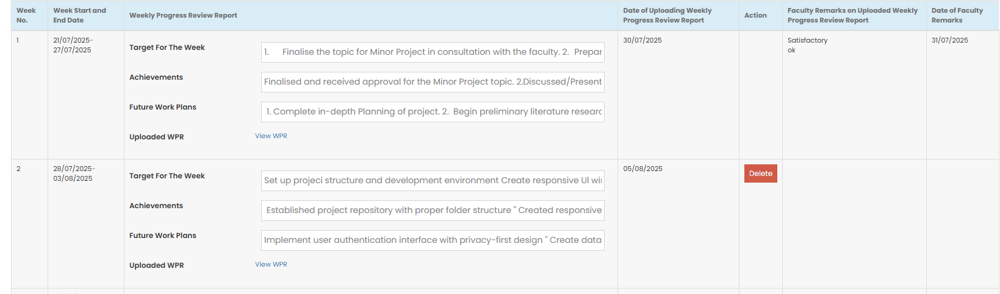 Week No.
Week Start and End Date
Weekly Progress Review Report
Date of Uploading Weekly Progress Review Report
Action
Faculty Remarks on Uploaded Weekly Progress Review Report
Date of Faculty Remarks
1
21/07/2025-
27/07/2025
Target For The Week
1. Finalise the topic for Minor Project in consultation with the faculty. 2. Prepar
Achievements
Finalised and received approval for the Minor Project topic. 2.Discussed/Present
Future Work Plans
1. Complete in-depth Planning of project. 2. Begin preliminary literature researc
Uploaded WPR
View WPR
30/07/2025
Satisfactory
ok
31/07/2025
2
28/07/2025-
03/08/2025
Target For The Week
Set up projeci structure and development environment Create responsive UI wi
Achievements
Established project repository with proper folder structure " Created responsive
Future Work Plans
Implement user authentication interface with privacy-first design " Create data
Uploaded WPR
View WPR
05/08/2025
Delete